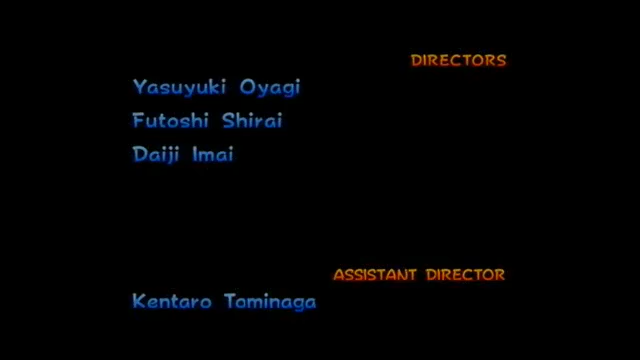 DIRECTORS
Yasuyuki Oyagi
Futoshi Shirai
Daiji Imai
ASSISTANT DIRECTOR
Kentaro Tominaga